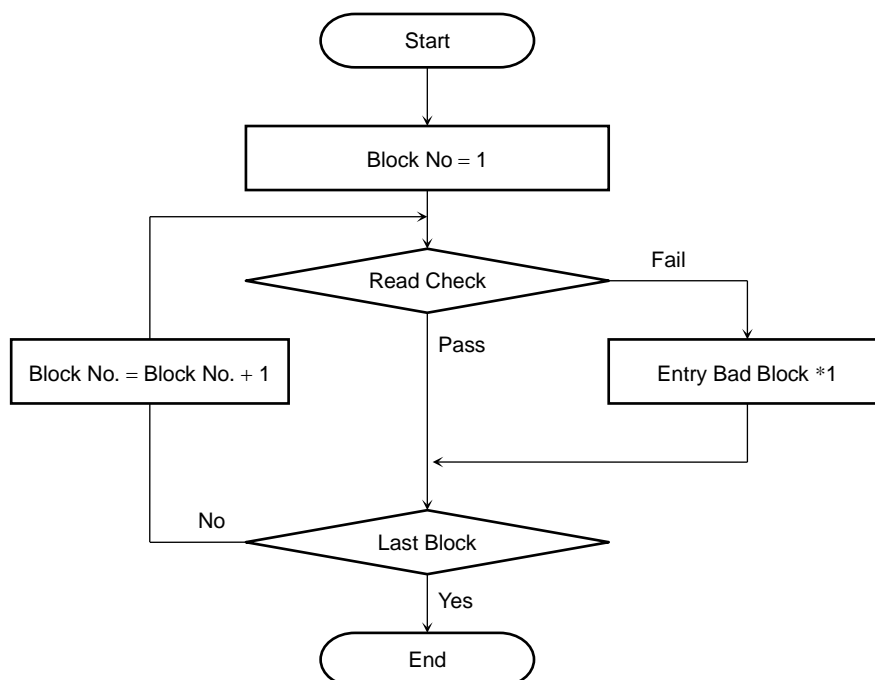 Start
Block No = 1
Read Check
Fail
Pass
Block No. = Block No. + 1
Entry Bad Block *1
No
Last Block
Yes
End